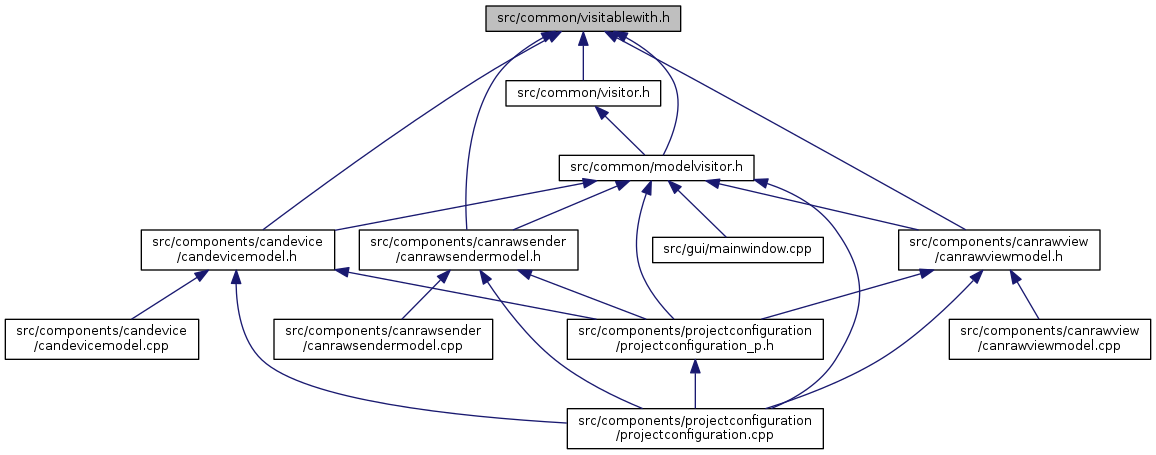 src/common/visitablewith.h
src/common/visitor.h
src/common/modelvisitor.h
src/components/candevice
/candevicemodel.h
src/components/canrawsender
/canrawsendermodel.h
src/gui/mainwindow.cpp
src/components/canrawview
/canrawviewmodel.h
src/components/candevice
/candevicemodel.cpp
src/components/canrawsender
/canrawsendermodel.cpp
src/components/projectconfiguration
/projectconfiguration_p.h
src/components/canrawview
/canrawviewmodel.cpp
src/components/projectconfiguration
/projectconfiguration.cpp